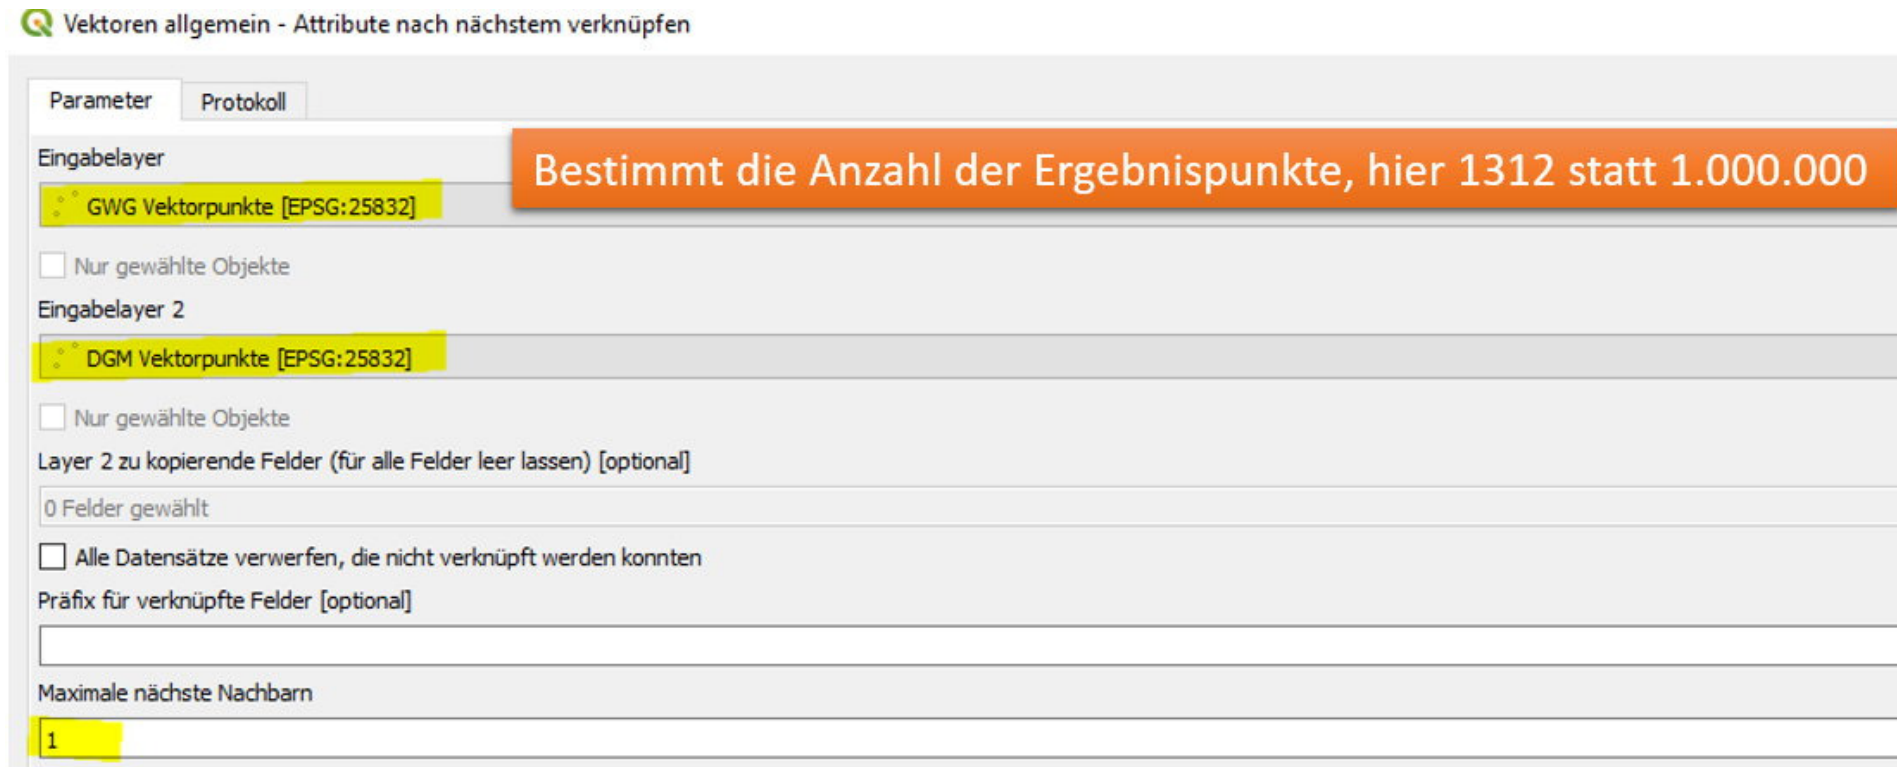 Vektoren allgemein - Attribute nach nächstem verknüpfen
Parameter Protokoll
Eingabelayer
Bestimmt die Anzahl der Ergebnispunkte, hier 1312 statt 1.000.000
GWG Vektorpunkte [EPSG:25832]
Nur gewählte Objekte
Eingabelayer 2
DGM Vektorpunkte [EPSG:25832]
Nur gewählte Objekte
Layer 2 zu kopierende Felder (für alle Felder leer lassen) [optional]
0 Felder gewählt
Alle Datensätze verwerfen, die nicht verknüpft werden konnten
Präfix für verknüpfte Felder [optional]
Maximale nächste Nachbarn
1